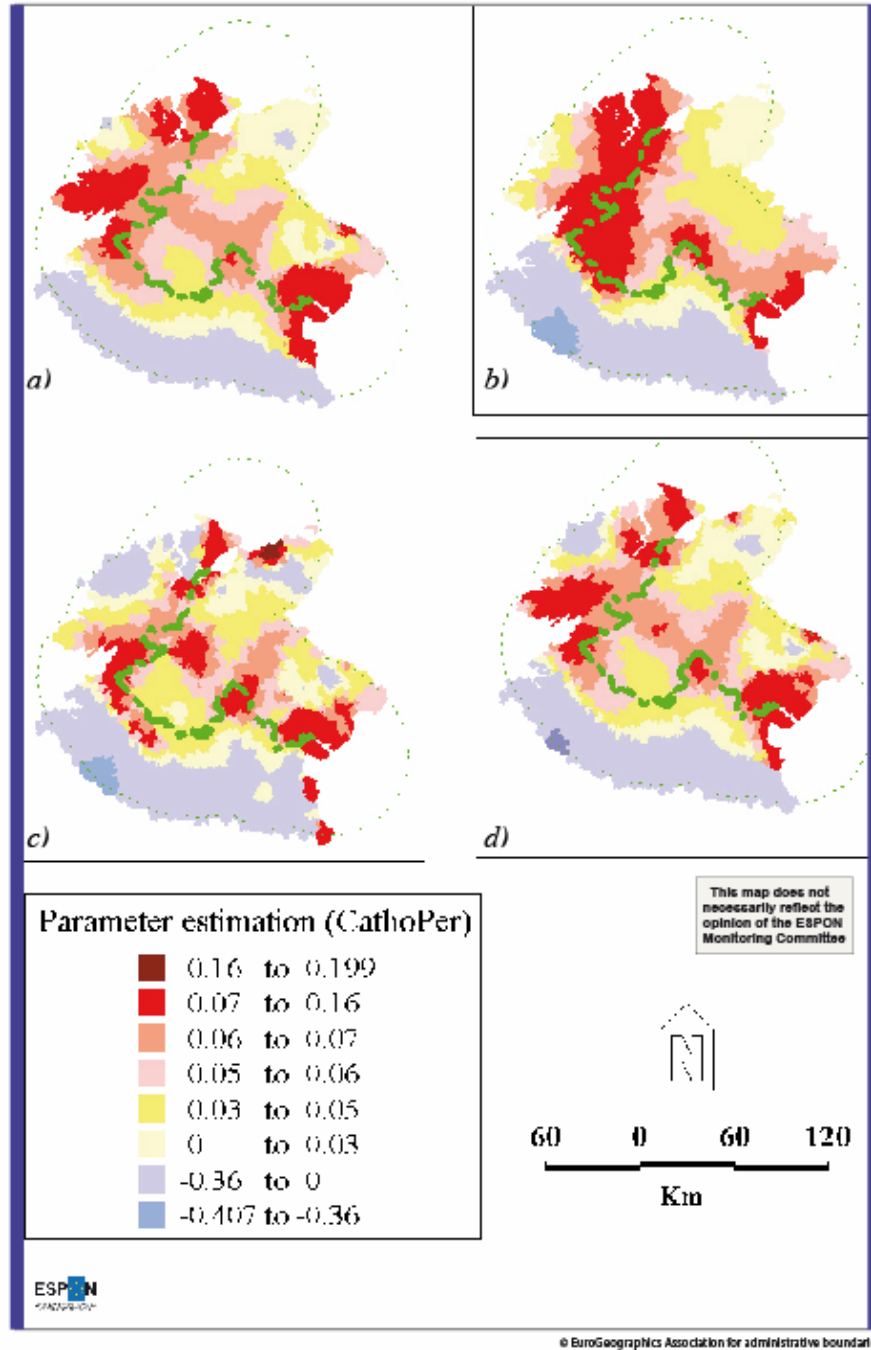 a)
b)
c)
d)
This map does not
necessarily reflect the
opinion of the ESPON
Monitoring Committee
Parameter estimation (CathoPer)
0.16 to 0.199
0.07 to 0.16
0.06 to 0.07
0.05 to 0.06
0.03 to 0.05
0 to 0.03
-0.36 to 0
-0.407 to -0.36
N
60 0 60 120
Km
ESPON
© EuroGeographics Association for administrative boundari